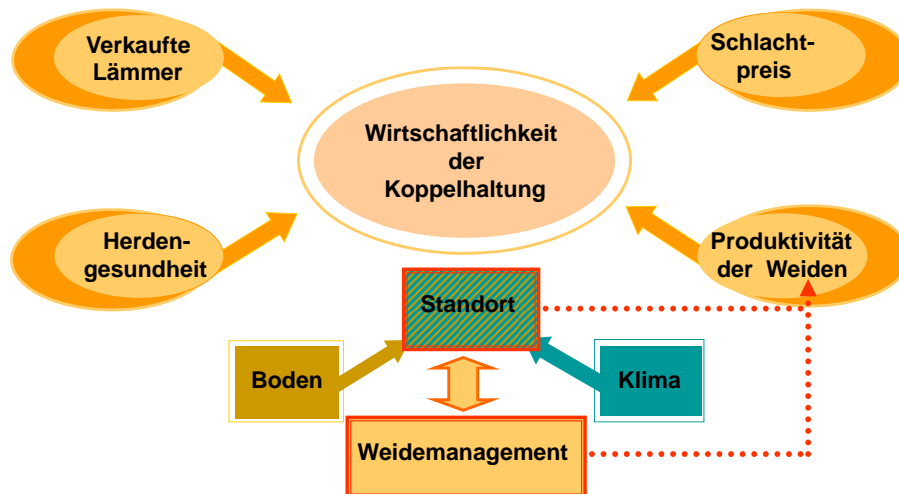 Verkaufte
Lämmer
Schlacht-
preis
Wirtschaftlichkeit
der
Koppelhaltung
Herden-
gesundheit
Produktivität
der Weiden
Standort
Boden
Klima
Weidemanagement